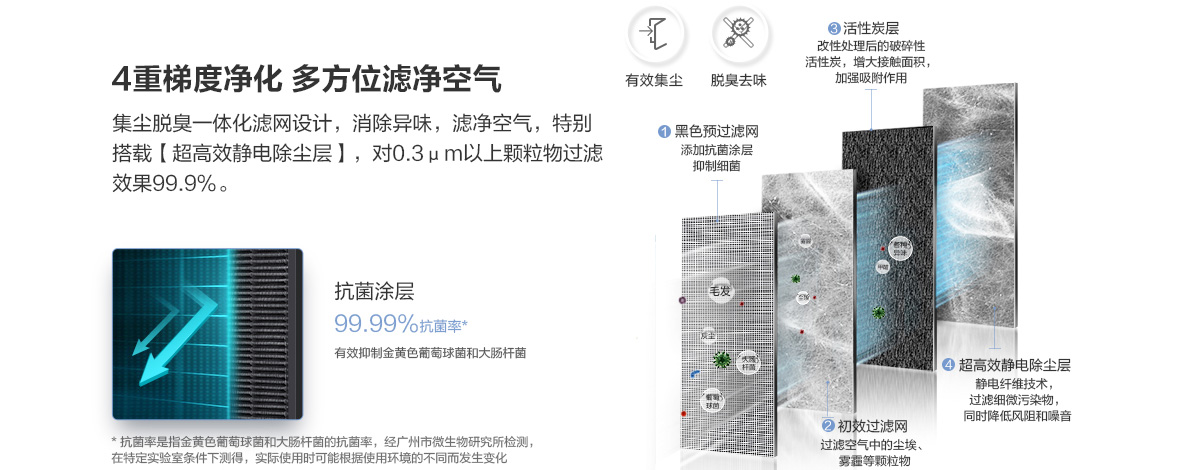 4重梯度净化 多方位滤净空气
集尘脱臭一体化滤网设计，消除异味，滤净空气，特别
搭载【超高效静电除尘层】，对0.3μm以上颗粒物过滤
效果99.9%。
抗菌涂层
99.99%抗菌率*
有效抑制金黄色葡萄球菌和大肠杆菌
* 抗菌率是指金黄色葡萄球菌和大肠杆菌的抗菌率，经广州市微生物研究所检测，
在特定实验室条件下测得，实际使用时可能根据使用环境的不同而发生变化
有效集尘
脱臭去味
1 黑色预过滤网
添加抗菌涂层
抑制细菌
毛发
灰尘
大肠
杆菌
葡萄
球菌
2 初效过滤网
过滤空气中的尘埃、
雾霾等颗粒物
3 活性炭层
改性处理后的破碎性
活性炭，增大接触面积，
加强吸附作用
各种
异味
甲醛
4 超高效静电除尘层
静电纤维技术，
过滤细微污染物，
同时降低风阻和噪音